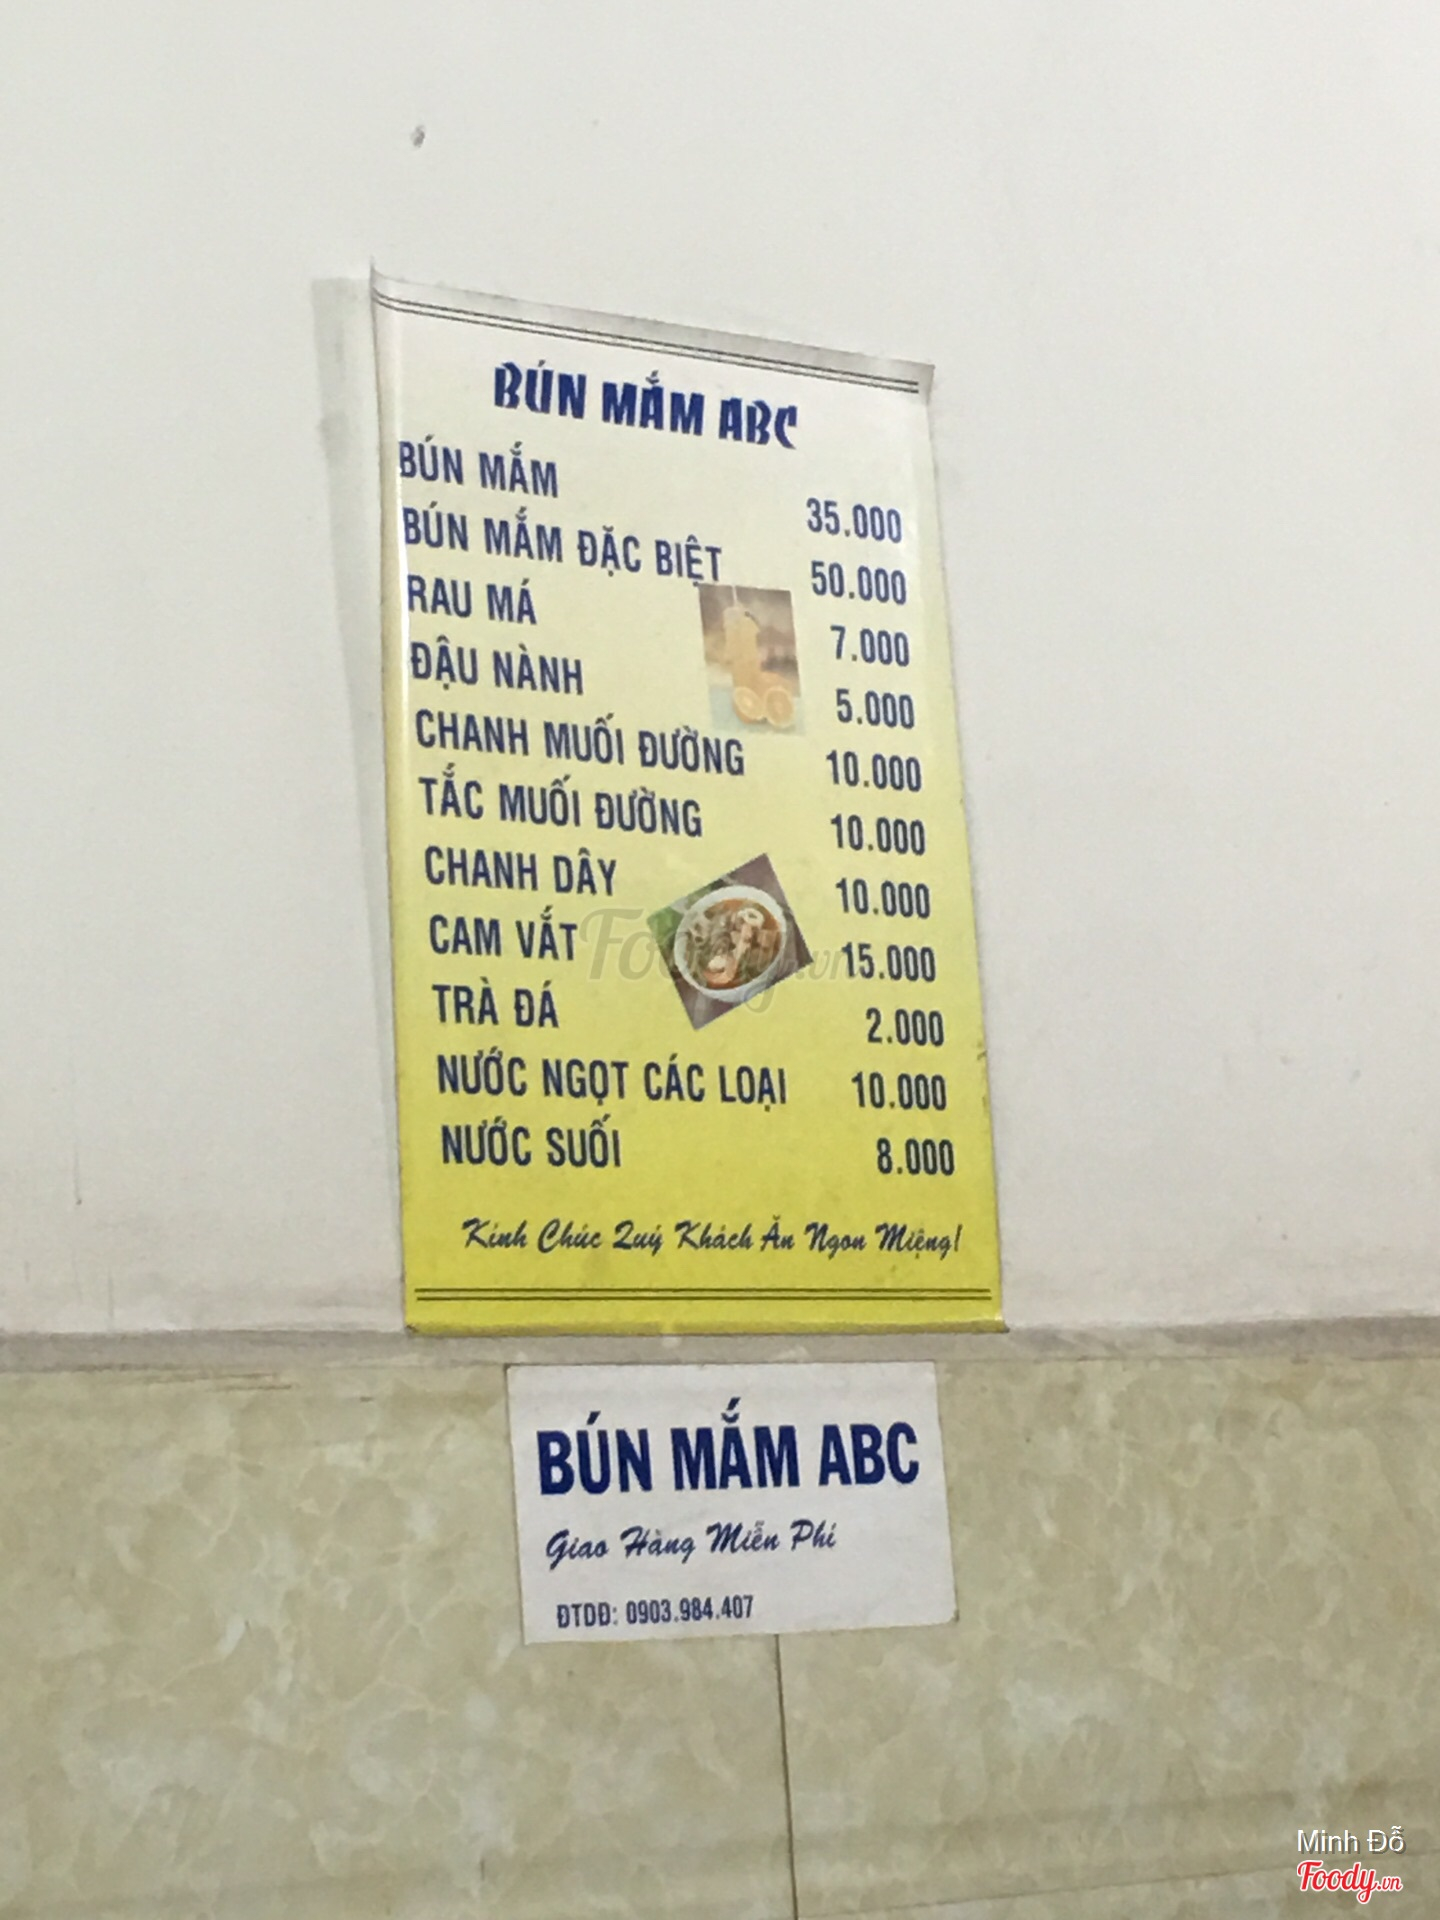 BÚN MẮM ABC
BÚN MẮM 35.000
BÚN MẮM ĐẶC BIỆT 50.000
RAU MÁ 7.000
ĐẬU NÀNH 5.000
CHANH MUỐI ĐƯỜNG 10.000
TẮC MUỐI ĐƯỜNG 10.000
CHANH DÂY 10.000
CAM VẮT 15.000
TRÀ ĐÁ 2.000
NƯỚC NGỌT CÁC LOẠI 10.000
NƯỚC SUỐI 8.000
Kính Chúc Quý Khách Ăn Ngon Miệng!
Foody.vn
BÚN MẮM ABC
Giao Hàng Miễn Phí
ĐTDĐ: 0903.984.407
Minh Đỗ
Foody.vn